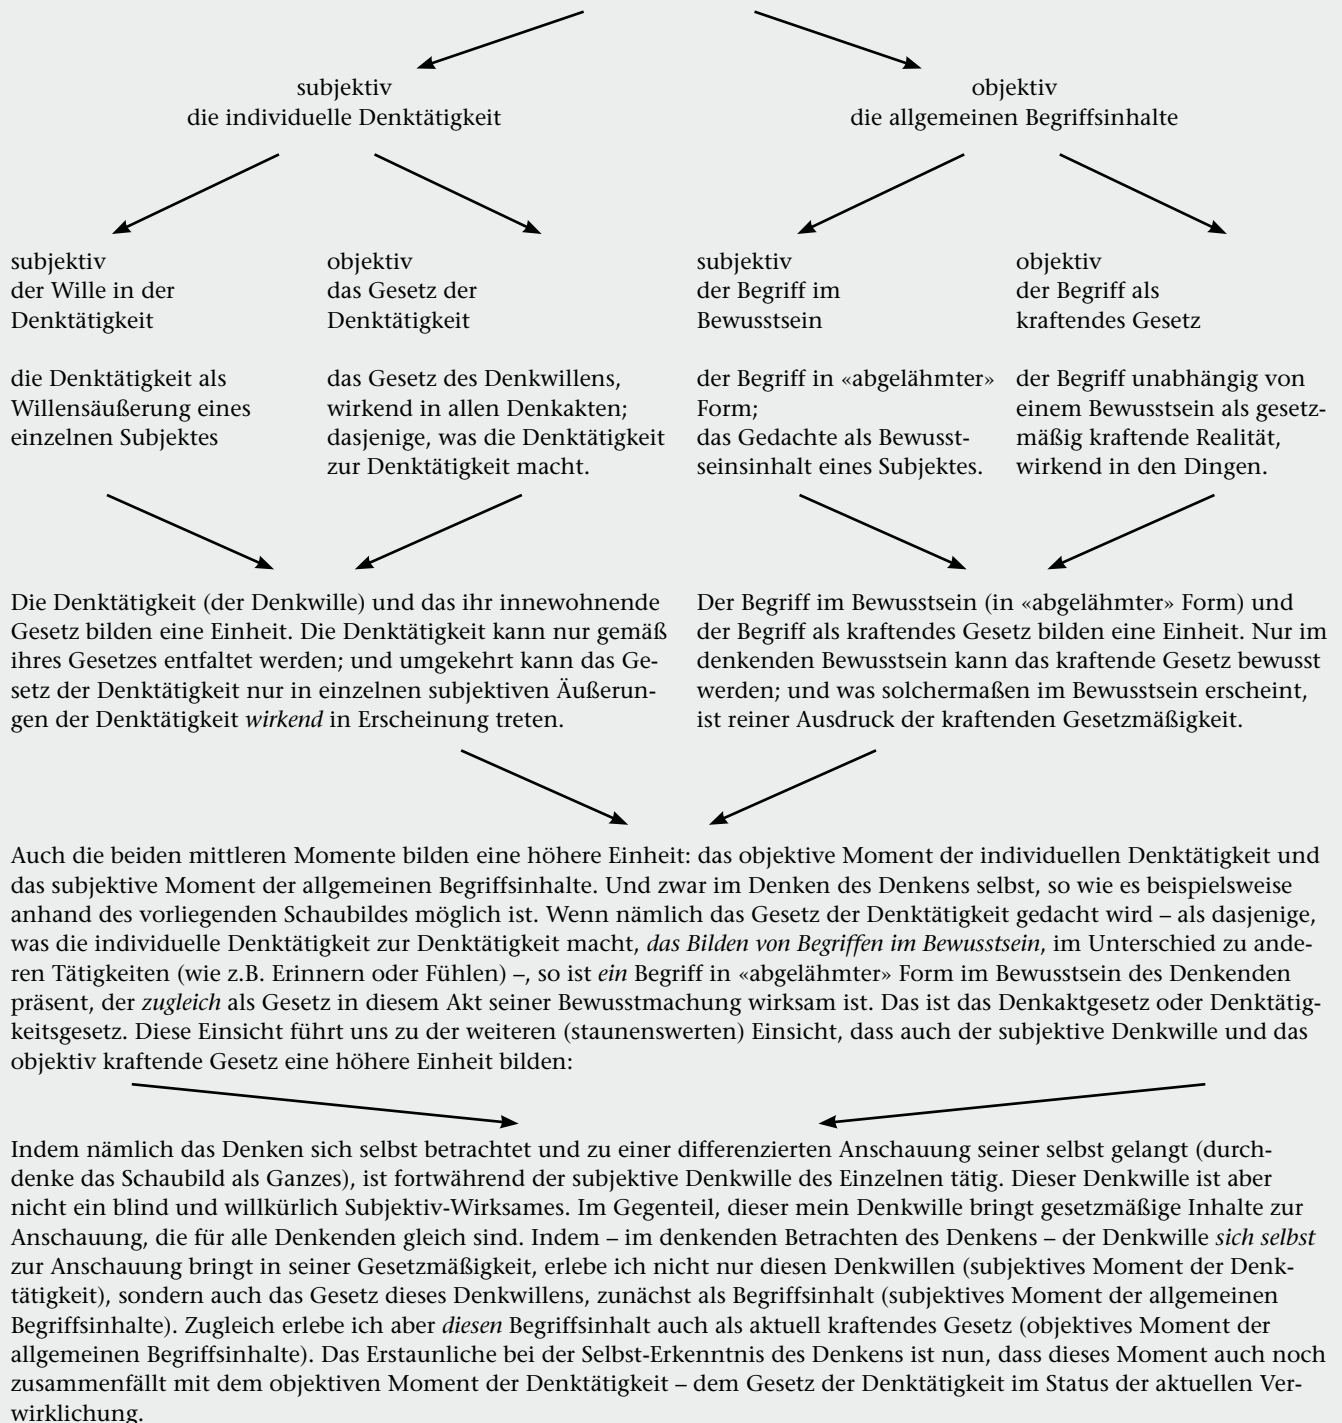 subjektiv
die individuelle Denktätigkeit
objektiv
die allgemeinen Begriffsinhalte
subjektiv
der Wille in der
Denktätigkeit
die Denktätigkeit als
Willensäußerung eines
einzelnen Subjektes
objektiv
das Gesetz der
Denktätigkeit
das Gesetz des Denkwillens,
wirkend in allen Denkakten;
dasjenige, was die Denktätigkeit
zur Denktätigkeit macht.
subjektiv
der Begriff im
Bewusstsein
der Begriff in «abgelähmter»
Form;
das Gedachte als Bewusst-
seinsinhalt eines Subjektes.
objektiv
der Begriff als
kraftendes Gesetz
der Begriff unabhängig von
einem Bewusstsein als gesetz-
mäßig kraftende Realität,
wirkend in den Dingen.
Die Denktätigkeit (der Denkwille) und das ihr innewohnende
Gesetz bilden eine Einheit. Die Denktätigkeit kann nur gemäß
ihres Gesetzes entfaltet werden; und umgekehrt kann das Ge-
setz der Denktätigkeit nur in einzelnen subjektiven Äußerun-
gen der Denktätigkeit wirkend in Erscheinung treten.
Der Begriff im Bewusstsein (in «abgelähmter» Form) und
der Begriff als kraftendes Gesetz bilden eine Einheit. Nur im
denkenden Bewusstsein kann das kraftende Gesetz bewusst
werden; und was solchermaßen im Bewusstsein erscheint,
ist reiner Ausdruck der kraftenden Gesetzmäßigkeit.
Auch die beiden mittleren Momente bilden eine höhere Einheit: das objektive Moment der individuellen Denktätigkeit und
das subjektive Moment der allgemeinen Begriffsinhalte. Und zwar im Denken des Denkens selbst, so wie es beispielsweise
anhand des vorliegenden Schaubildes möglich ist. Wenn nämlich das Gesetz der Denktätigkeit gedacht wird – als dasjenige,
was die individuelle Denktätigkeit zur Denktätigkeit macht, das Bilden von Begriffen im Bewusstsein, im Unterschied zu ande-
ren Tätigkeiten (wie z.B. Erinnern oder Fühlen) –, so ist ein Begriff in «abgelähmter» Form im Bewusstsein des Denkenden
präsent, der zugleich als Gesetz in diesem Akt seiner Bewusstmachung wirksam ist. Das ist das Denkaktgesetz oder Denktätig-
keitsgesetz. Diese Einsicht führt uns zu der weiteren (staunenswerten) Einsicht, dass auch der subjektive Denkwille und das
objektiv kraftende Gesetz eine höhere Einheit bilden:
Indem nämlich das Denken sich selbst betrachtet und zu einer differenzierten Anschauung seiner selbst gelangt (durch-
denke das Schaubild als Ganzes), ist fortwährend der subjektive Denkwille des Einzelnen tätig. Dieser Denkwille ist aber
nicht ein blind und willkürlich Subjektiv-Wirksames. Im Gegenteil, dieser mein Denkwille bringt gesetzmäßige Inhalte zur
Anschauung, die für alle Denkenden gleich sind. Indem – im denkenden Betrachten des Denkens – der Denkwille sich selbst
zur Anschauung bringt in seiner Gesetzmäßigkeit, erlebe ich nicht nur diesen Denkwillen (subjektives Moment der Denk-
tätigkeit), sondern auch das Gesetz dieses Denkwillens, zunächst als Begriffsinhalt (subjektives Moment der allgemeinen
Begriffsinhalte). Zugleich erlebe ich aber diesen Begriffsinhalt auch als aktuell kraftendes Gesetz (objektives Moment der
allgemeinen Begriffsinhalte). Das Erstaunliche bei der Selbst-Erkenntnis des Denkens ist nun, dass dieses Moment auch noch
zusammenfällt mit dem objektiven Moment der Denktätigkeit – dem Gesetz der Denktätigkeit im Status der aktuellen Ver-
wirklichung.